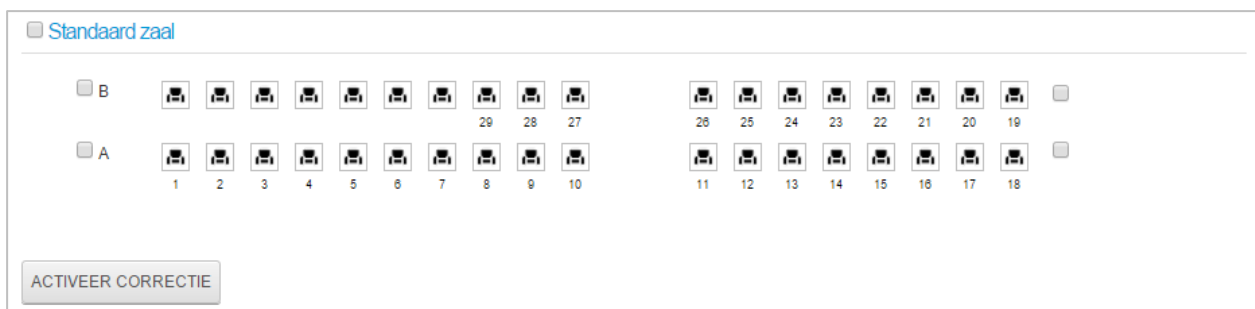 Standaard zaal
B
29 28 27 26 25 24 23 22 21 20 19
A
1 2 3 4 5 6 7 8 9 10 11 12 13 14 15 16 17 18
ACTIVEER CORRECTIE